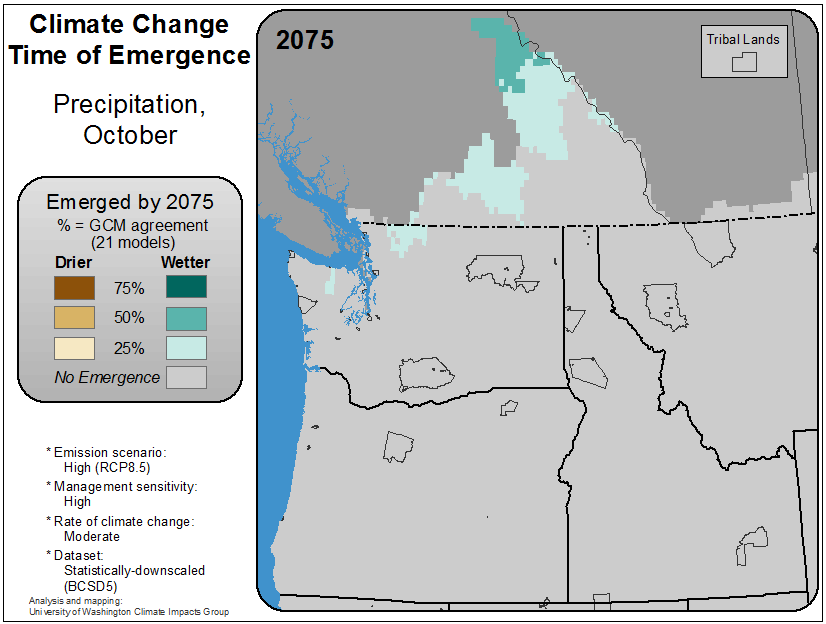 Climate Change
Time of Emergence
Precipitation,
October
Emerged by 2075
% = GCM agreement
(21 models)
Drier Wetter
75%
50%
25%
No Emergence
* Emission scenario:
High (RCP8.5)
* Management sensitivity:
High
* Rate of climate change:
Moderate
* Dataset:
Statistically-downscaled
(BCSD5)
Analysis and mapping:
University of Washington Climate Impacts Group
2075
Tribal Lands